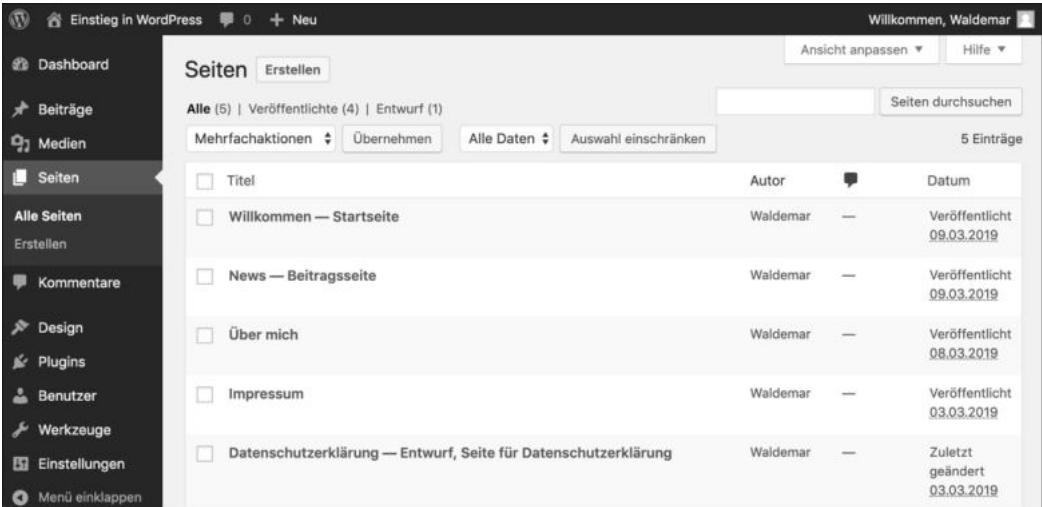 Einstieg in WordPress 0 + Neu Willkommen, Waldemar
Dashboard
Beiträge
Medien
Seiten
Alle Seiten
Erstellen
Kommentare
Design
Plugins
Benutzer
Werkzeuge
Einstellungen
Menü einklappen
Ansicht anpassen Hilfe
Seiten Erstellen
Alle (5) | Veröffentlichte (4) | Entwurf (1)
Seiten durchsuchen
Mehrfachaktionen Übernehmen Alle Daten Auswahl einschränken 5 Einträge
Titel Autor Datum
Willkommen — Startseite Waldemar — Veröffentlicht
09.03.2019
News — Beitragsseite Waldemar — Veröffentlicht
09.03.2019
Über mich Waldemar — Veröffentlicht
08.03.2019
Impressum Waldemar — Veröffentlicht
03.03.2019
Datenschutzerklärung — Entwurf, Seite für Datenschutzerklärung Waldemar — Zuletzt
geändert
03.03.2019